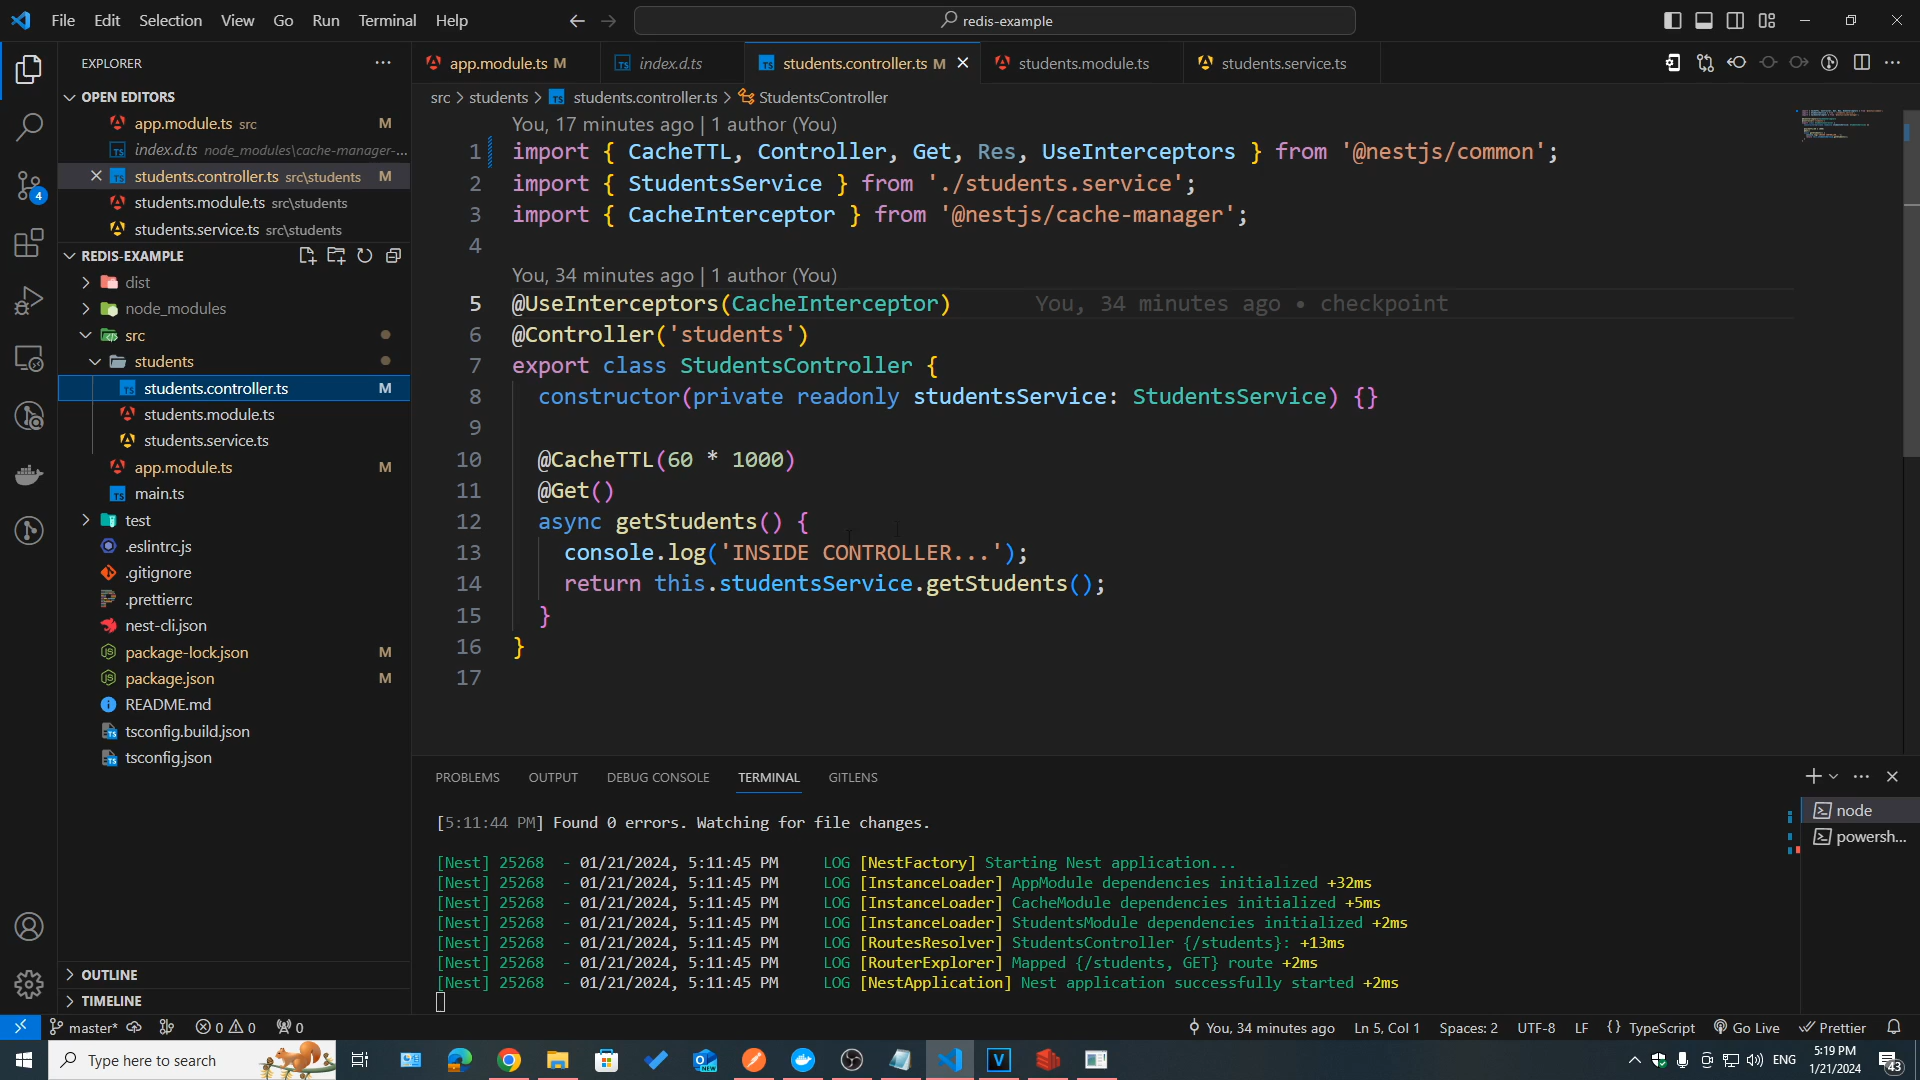 File Edit Selection View Go Run Terminal Help
redis-example
EXPLORER
OPEN EDITORS
app.module.ts src M
index.d.ts node_modules\cache-manager-...
students.controller.ts src\students M
students.module.ts src\students
students.service.ts src\students
4
REDIS-EXAMPLE
dist
node_modules
src
students
students.controller.ts M
students.module.ts
students.service.ts
app.module.ts M
main.ts
test
.eslintrc.js
.gitignore
.prettierrc
nest-cli.json
package-lock.json M
package.json M
README.md
tsconfig.build.json
tsconfig.json
OUTLINE
TIMELINE
app.module.ts M index.d.ts students.controller.ts M students.module.ts students.service.ts
src > students > students.controller.ts > StudentsController
You, 17 minutes ago | 1 author (You)
1 import { CacheTTL, Controller, Get, Res, UseInterceptors } from '@nestjs/common';
2 import { StudentsService } from './students.service';
3 import { CacheInterceptor } from '@nestjs/cache-manager';
4
You, 34 minutes ago | 1 author (You)
5 @UseInterceptors(CacheInterceptor) You, 34 minutes ago • checkpoint
6 @Controller('students')
7 export class StudentsController {
8 constructor(private readonly studentsService: StudentsService) {}
9
10 @CacheTTL(60 * 1000)
11 @Get()
12 async getStudents() {
13 console.log('INSIDE CONTROLLER...');
14 return this.studentsService.getStudents();
15 }
16 }
17
PROBLEMS OUTPUT DEBUG CONSOLE TERMINAL GITLENS
node
powersh...
[5:11:44 PM] Found 0 errors. Watching for file changes.
[Nest] 25268 - 01/21/2024, 5:11:45 PM LOG [NestFactory] Starting Nest application...
[Nest] 25268 - 01/21/2024, 5:11:45 PM LOG [InstanceLoader] AppModule dependencies initialized +32ms
[Nest] 25268 - 01/21/2024, 5:11:45 PM LOG [InstanceLoader] CacheModule dependencies initialized +5ms
[Nest] 25268 - 01/21/2024, 5:11:45 PM LOG [InstanceLoader] StudentsModule dependencies initialized +2ms
[Nest] 25268 - 01/21/2024, 5:11:45 PM LOG [RoutesResolver] StudentsController {/students}: +13ms
[Nest] 25268 - 01/21/2024, 5:11:45 PM LOG [RouterExplorer] Mapped {/students, GET} route +2ms
[Nest] 25268 - 01/21/2024, 5:11:45 PM LOG [NestApplication] Nest application successfully started +2ms
master* 0 0 0 You, 34 minutes ago Ln 5, Col 1 Spaces: 2 UTF-8 LF {} TypeScript Go Live Prettier
Type here to search
ENG
5:19 PM
1/21/2024
43